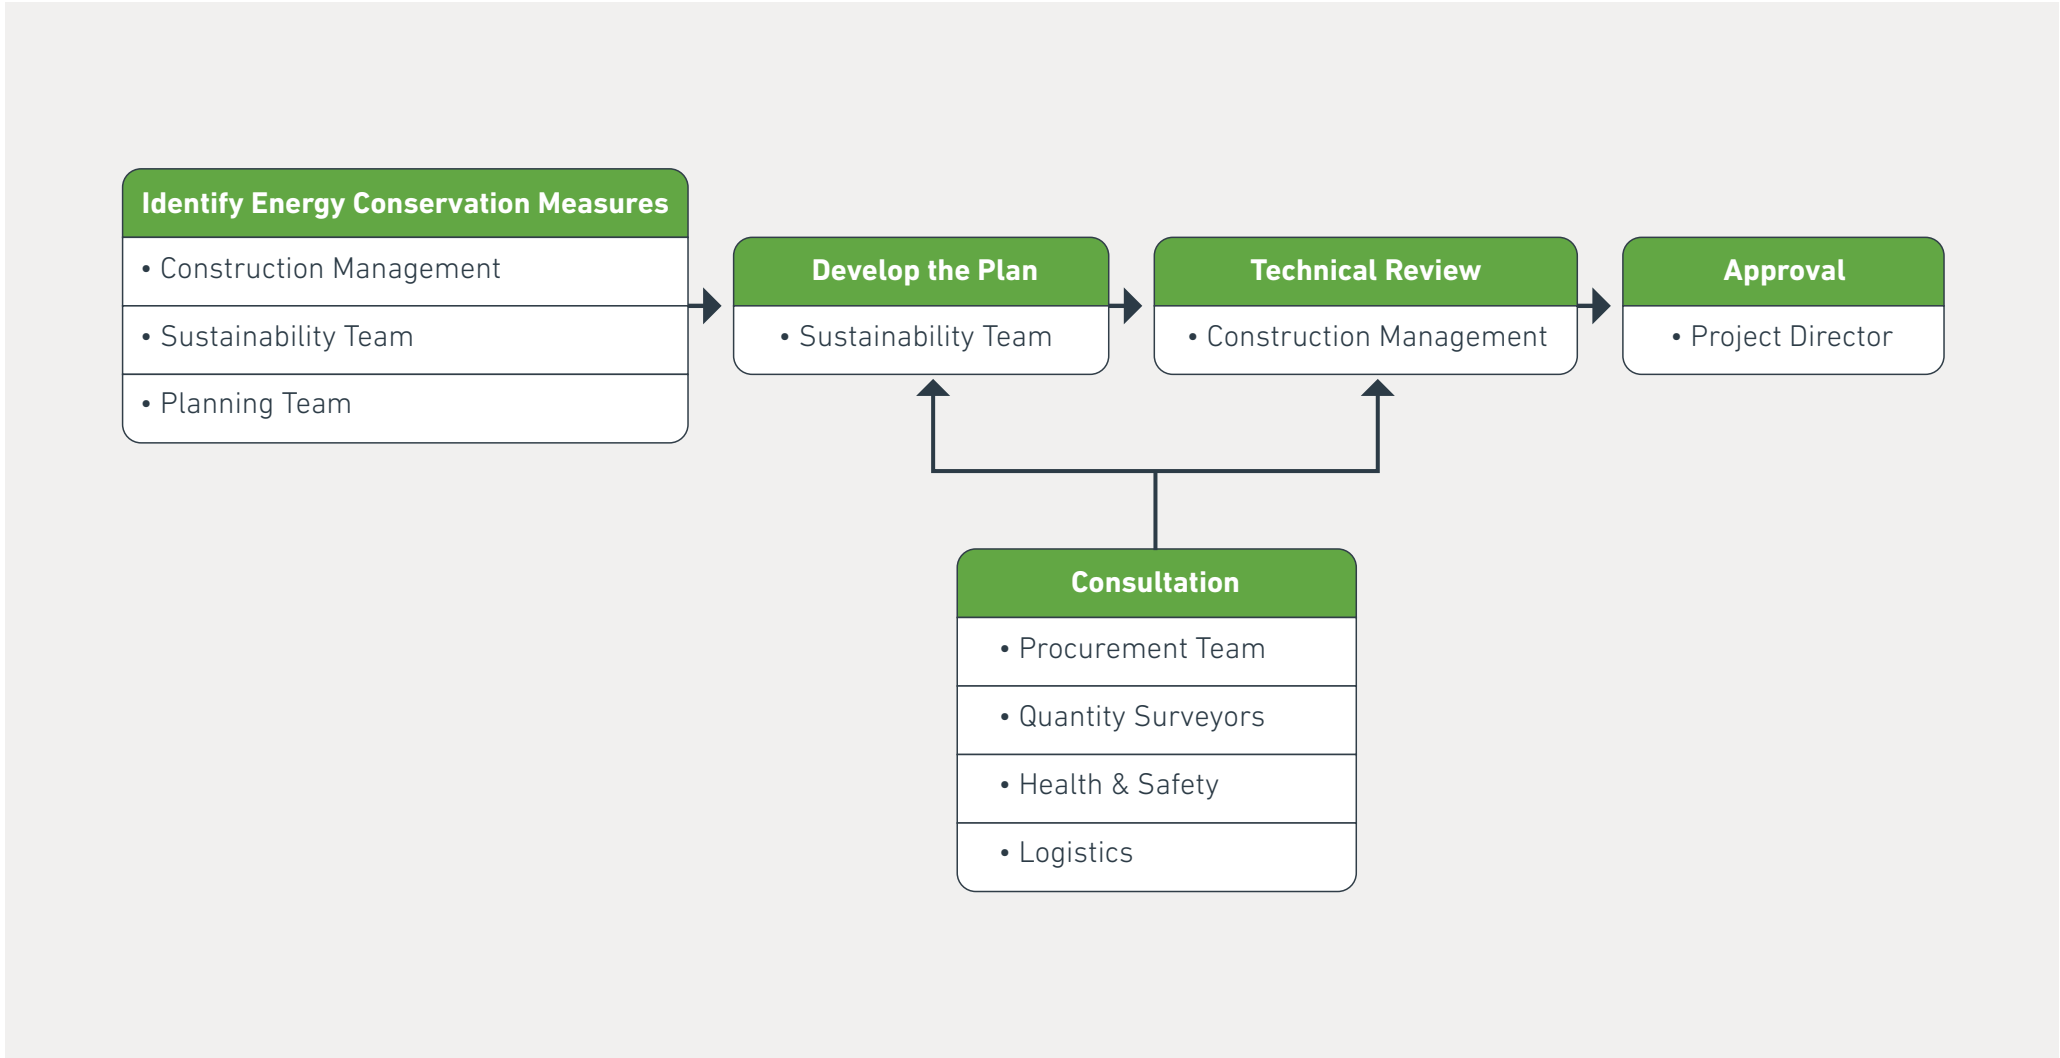 Identify Energy Conservation Measures
• Construction Management
• Sustainability Team
• Planning Team
Develop the Plan
• Sustainability Team
Technical Review
• Construction Management
Approval
• Project Director
Consultation
• Procurement Team
• Quantity Surveyors
• Health & Safety
• Logistics